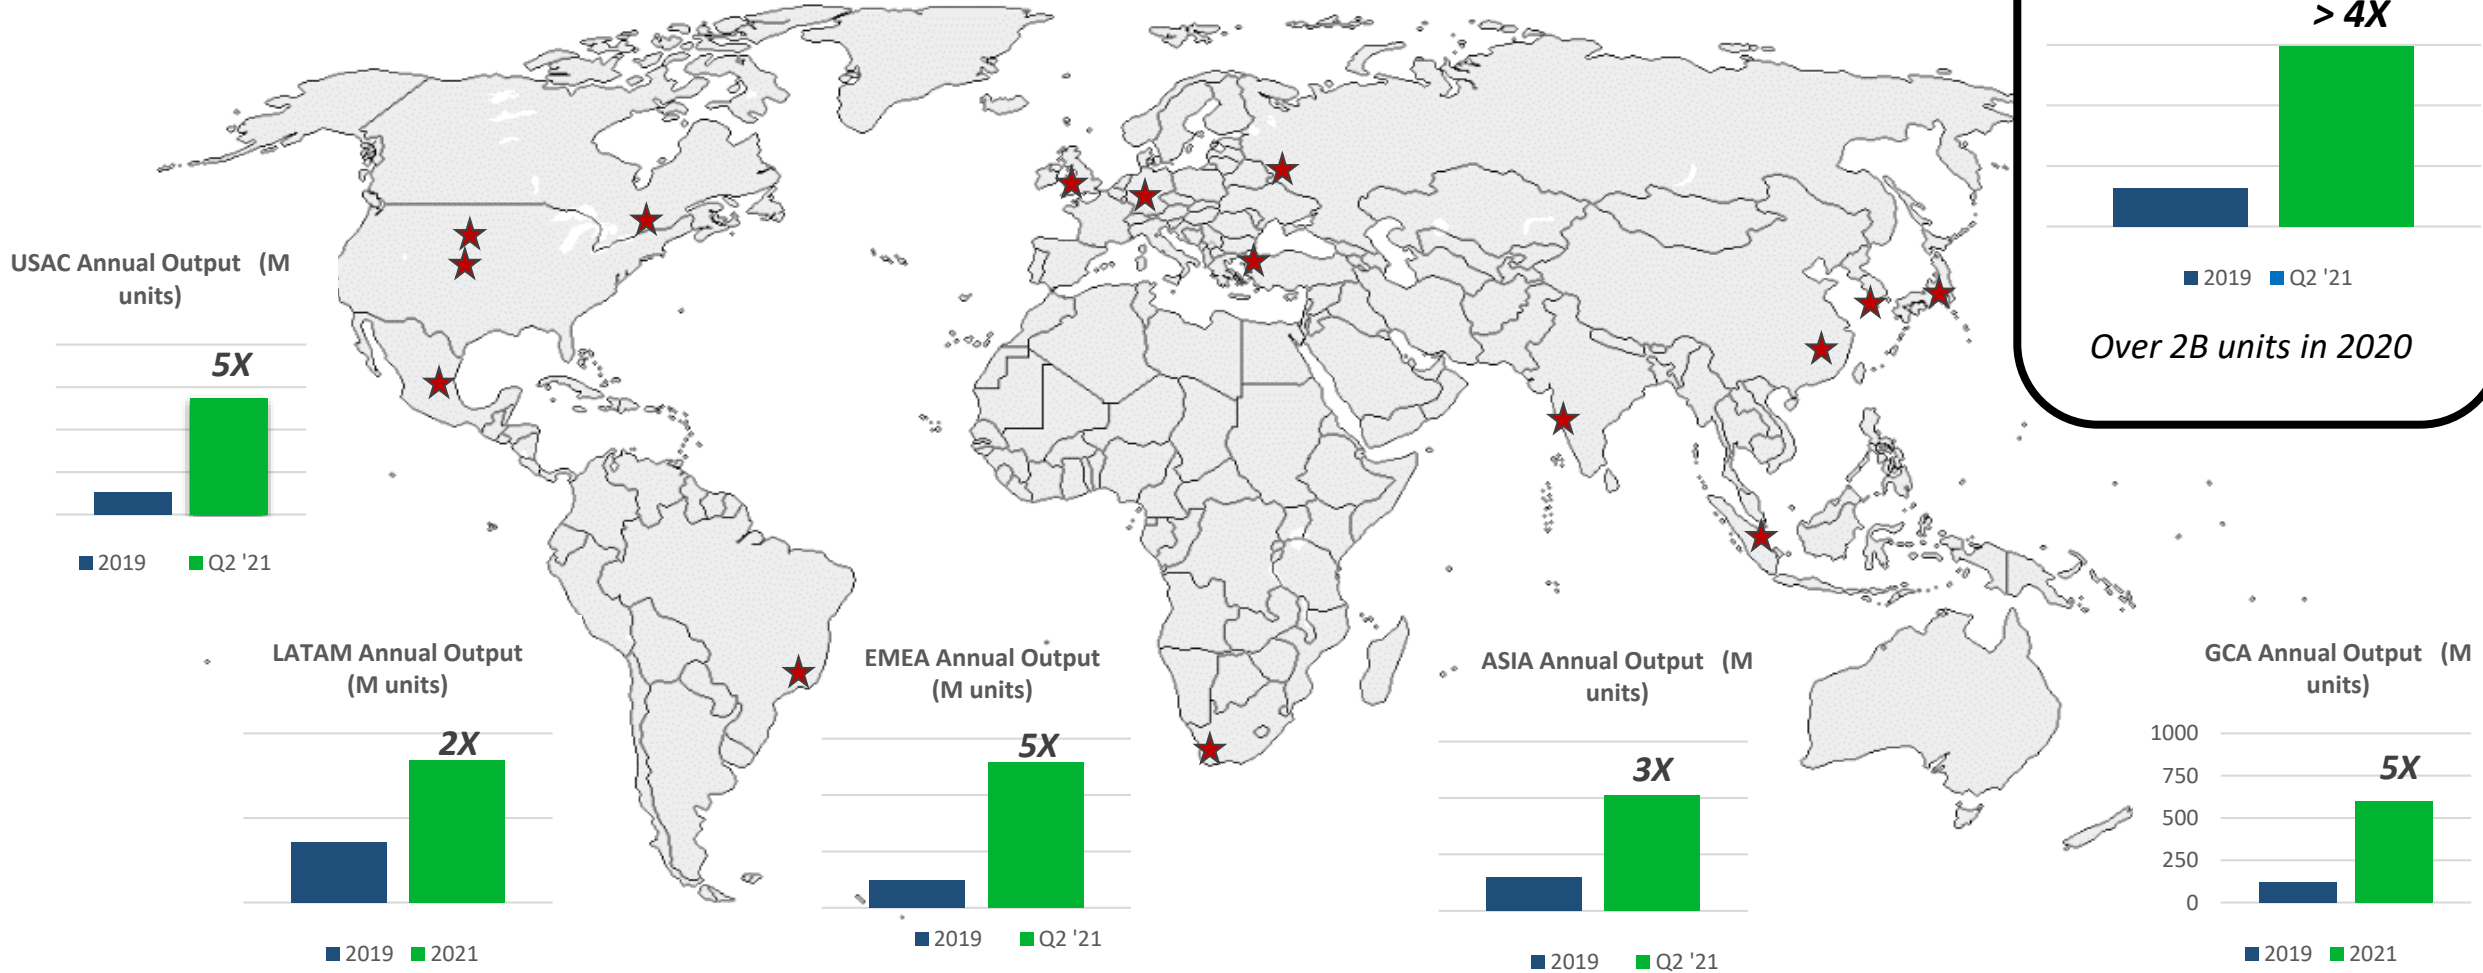 > 4X
2019 Q2 '21
Over 2B units in 2020
USAC Annual Output (M
units)
5X
2019 Q2 '21
LATAM Annual Output
(M units)
2X
2019 2021
EMEA Annual Output
(M units)
5X
2019 Q2 '21
ASIA Annual Output (M
units)
3X
2019 Q2 '21
GCA Annual Output (M
units)
1000
750
500
250
0
5X
2019 2021